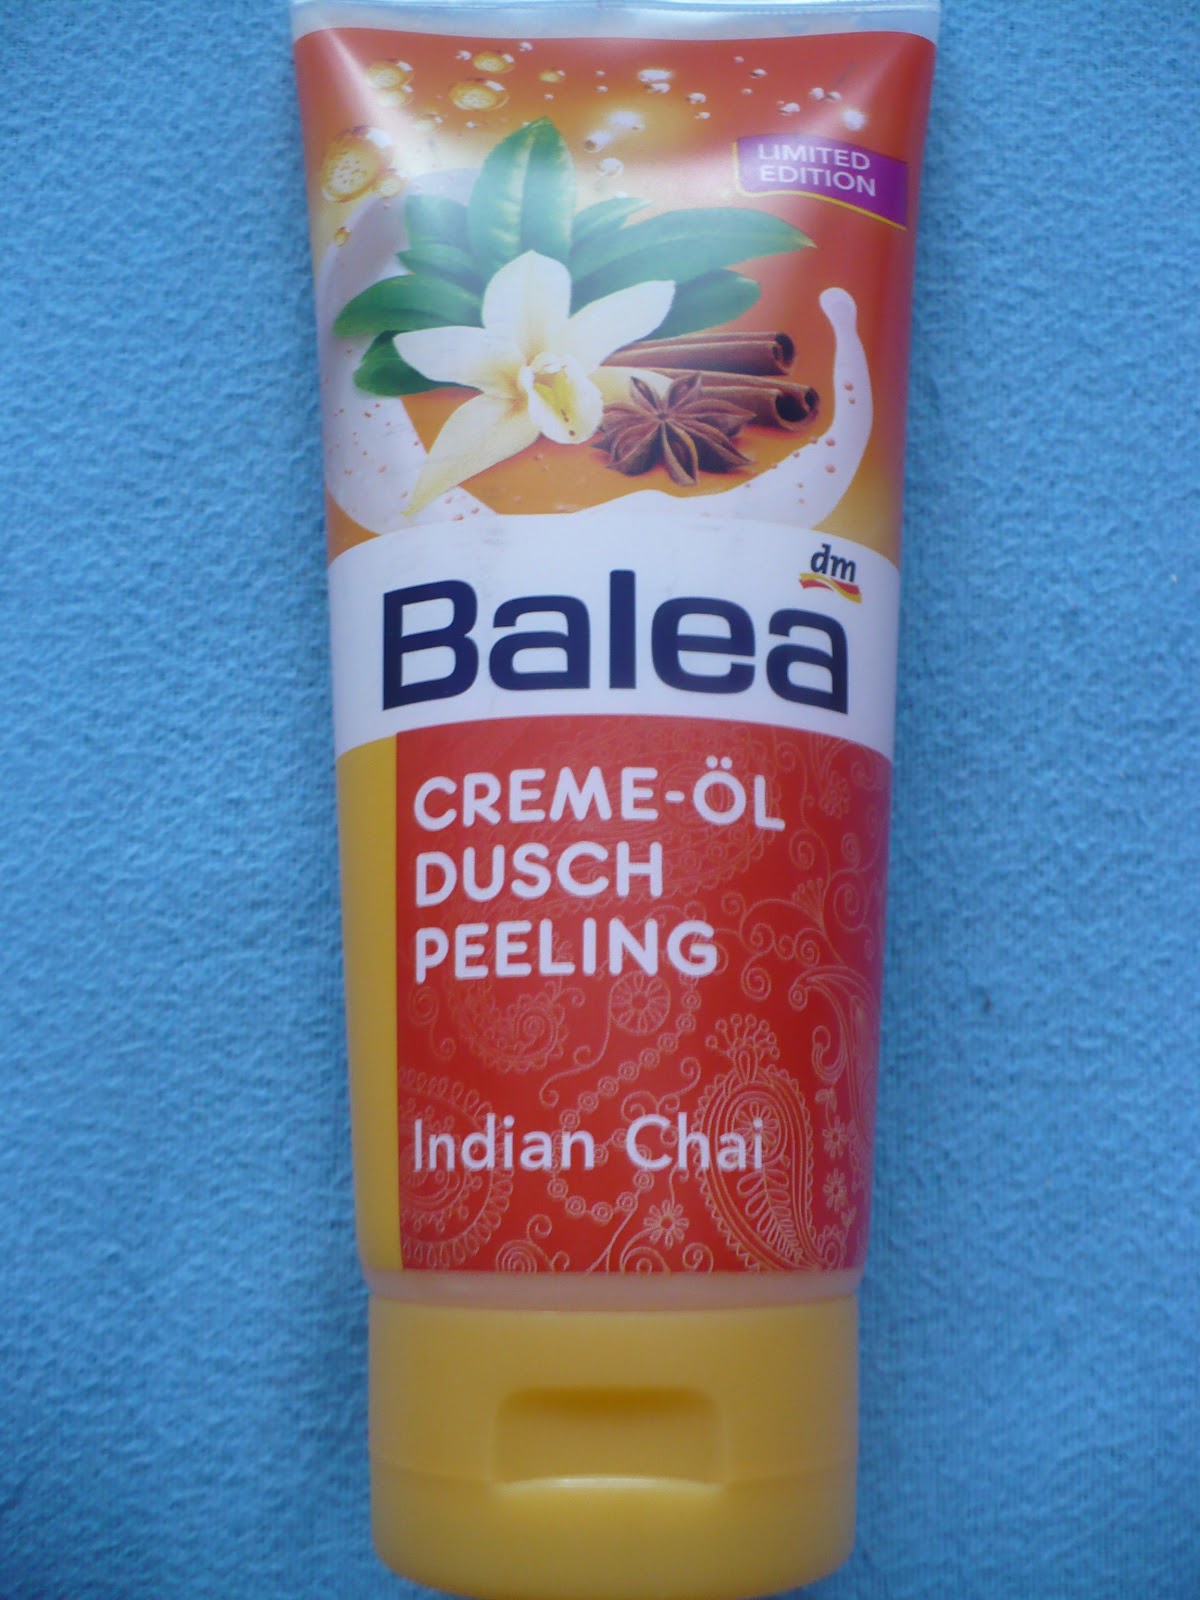 LIMITED
EDITION
dm
Balea
CREME-ÖL
DUSCH
PEELING
Indian Chai